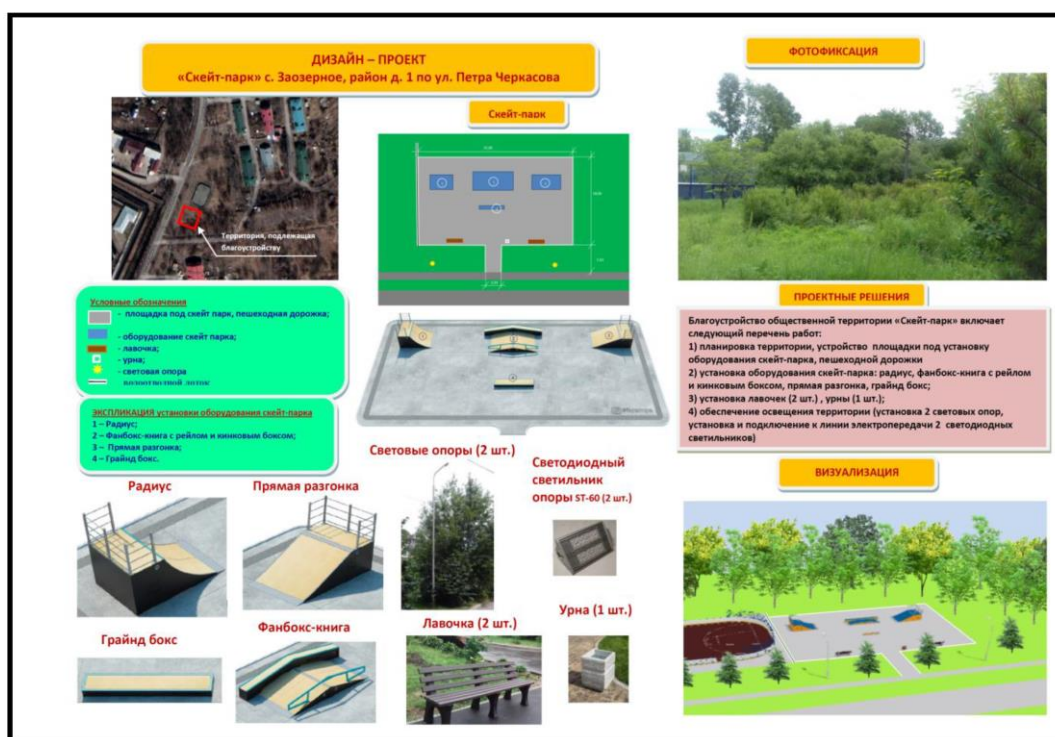 ДИЗАЙН – ПРОЕКТ
«Скейт-парк» с. Заозерное, район д. 1 по ул. Петра Черкасова
Скейт-парк
Территория, подлежащая
благоустройству
Условные обозначения
- площадка под скейт парк, пешеходная дорожка;
- оборудование скейт парка;
- лавочка;
- урна;
- световая опора
водоотводной лоток
ЭКСПЛИКАЦИЯ установки оборудования скейт-парка
1 – Радиус;
2 – Фанбокс-книга с рейлом и кинковым боксом;
3 – Прямая разгонка;
4 – Грайнд бокс.
Радиус
Прямая разгонка
Световые опоры (2 шт.)
Светодиодный
светильник
опоры ST-60 (2 шт.)
Грайнд бокс
Фанбокс-книга
Лавочка (2 шт.)
Урна (1 шт.)
ФОТОФИКСАЦИЯ
ПРОЕКТНЫЕ РЕШЕНИЯ
Благоустройство общественной территории «Скейт-парк» включает
следующий перечень работ:
1) планировка территории, устройство площадки под установку
оборудования скейт-парка, пешеходной дорожки
2) установка оборудования скейт-парка: радиус, фанбокс-книга с рейлом
и кинковым боксом, прямая разгонка, грайнд бокс;
3) установка лавочек (2 шт.) , урны (1 шт.);
4) обеспечение освещения территории (установка 2 световых опор,
установка и подключение к линии электропередачи 2 светодиодных
светильников)
ВИЗУАЛИЗАЦИЯ